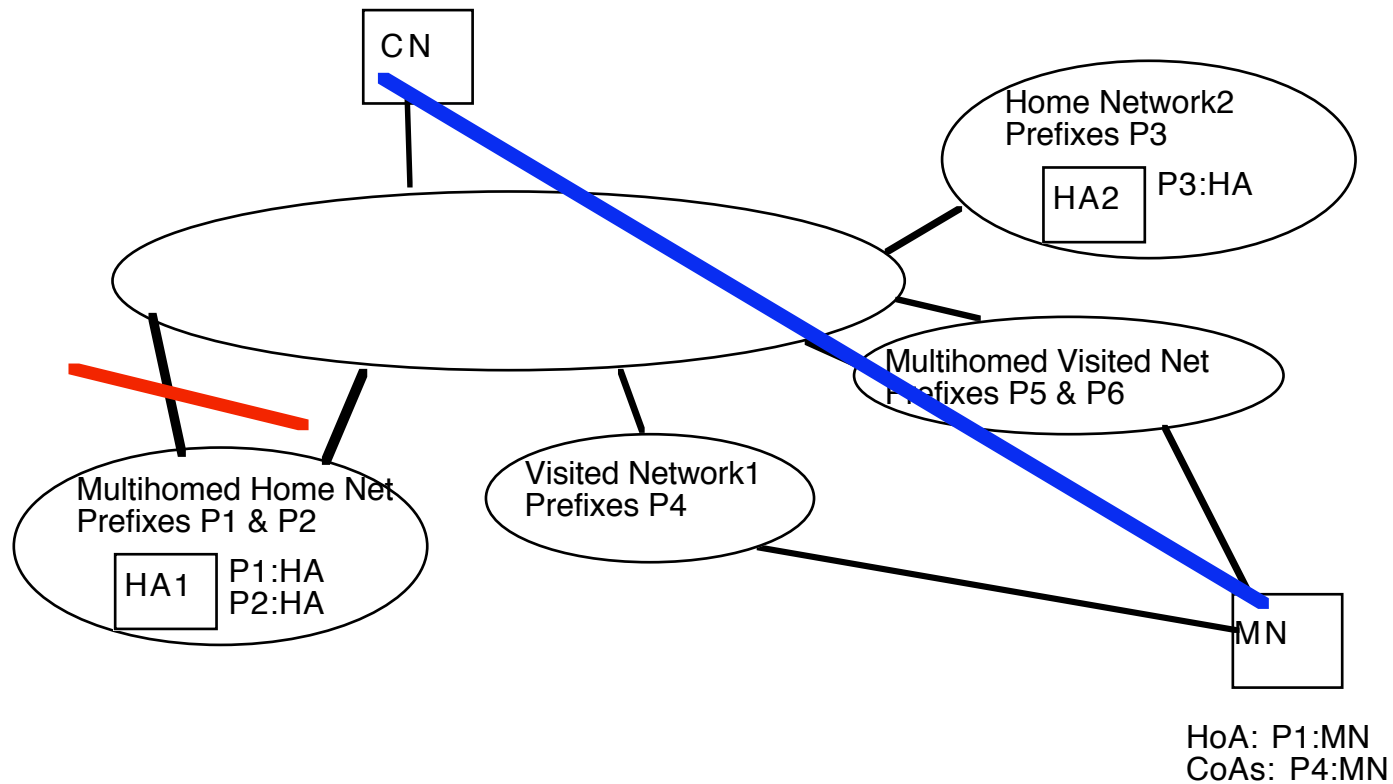 CN
Home Network2
Prefixes P3
HA2
P3:HA
Multihomed Visited Net
Prefixes P5 & P6
Multihomed Home Net
Prefixes P1 & P2
HA1
P1:HA
P2:HA
Visited Network1
Prefixes P4
MN
HoA: P1:MN
CoAs: P4:MN